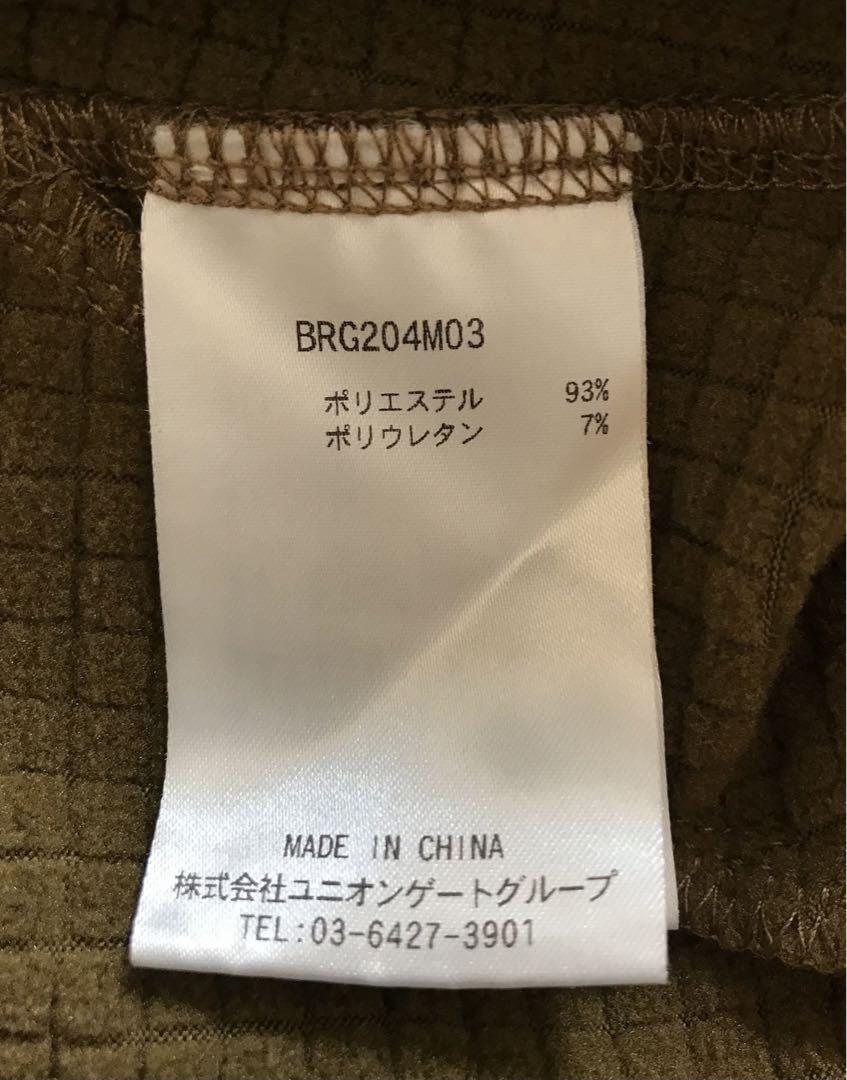 BRG204M03
ポリエステル 93%
ポリウレタン 7%
MADE IN CHINA
株式会社ユニオンゲートグループ
TEL:03-6427-3901